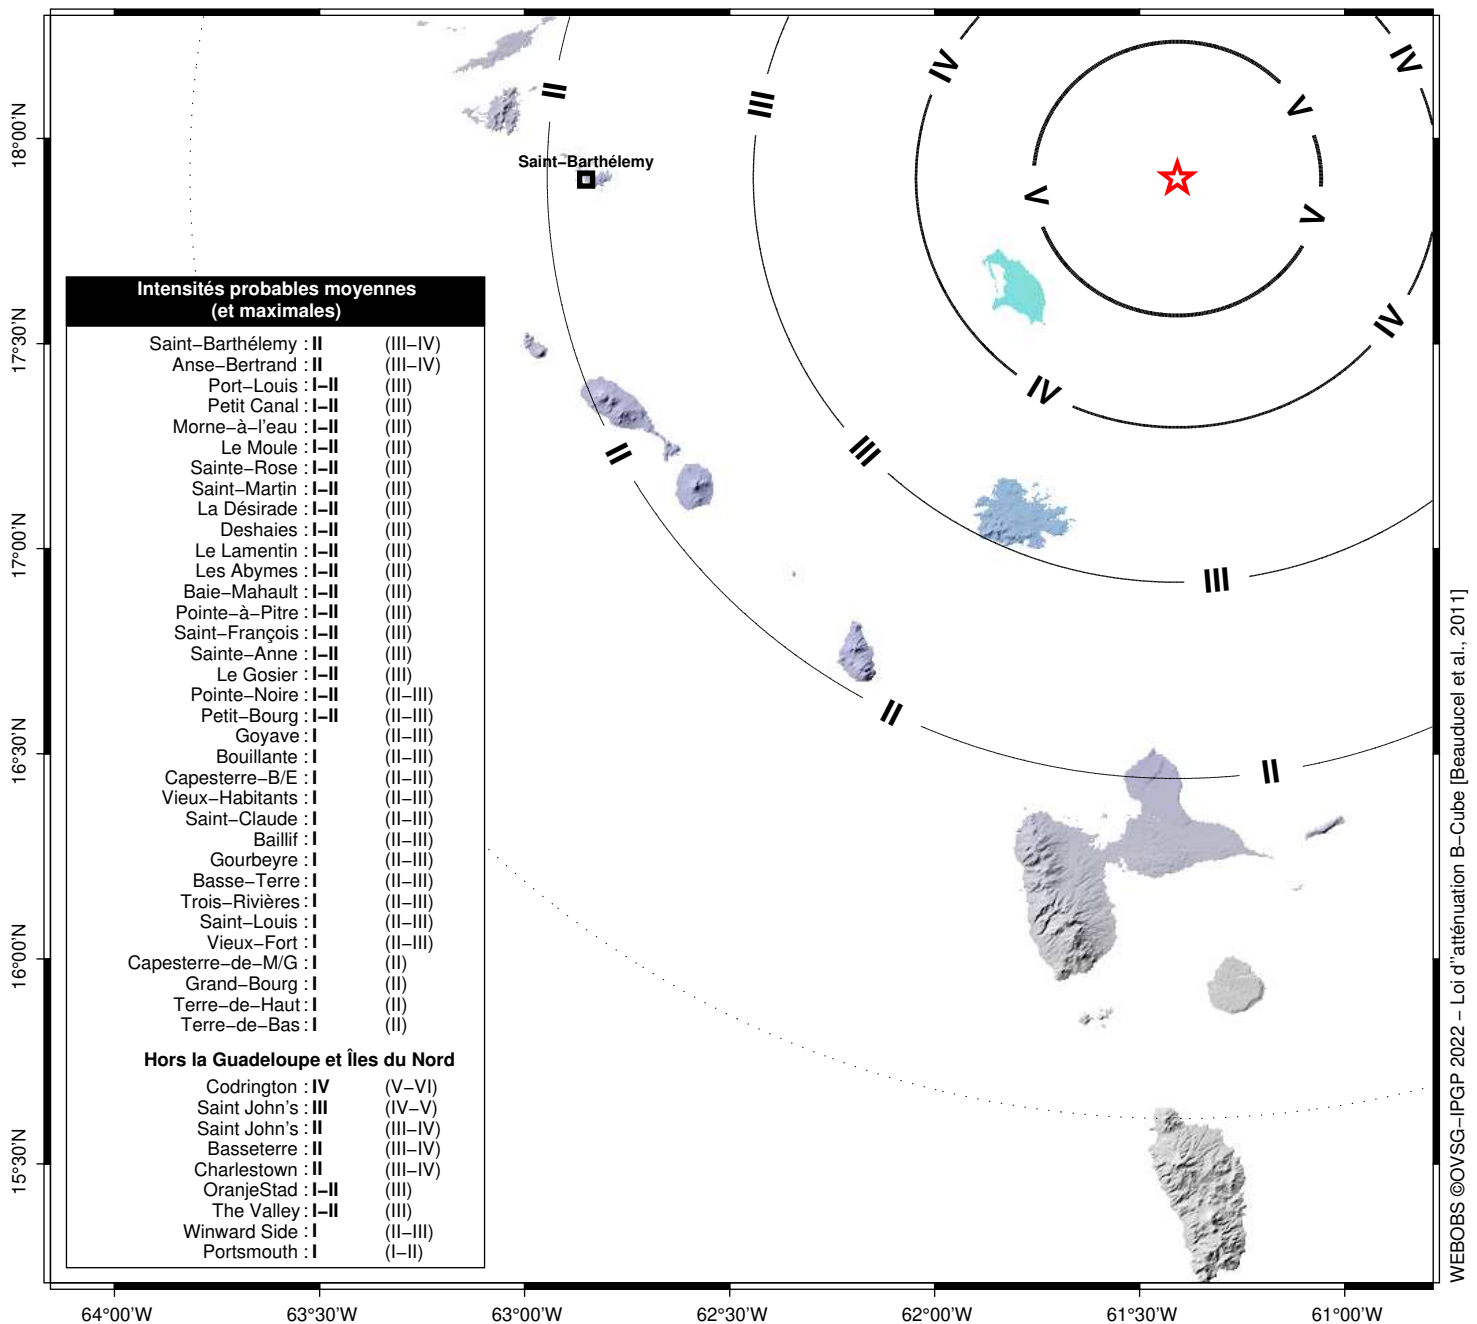 II
III
IV
IV
V
18°00'N
Saint−Barthélemy
V
V
Intensités probables moyennes
(et maximales)
17°30'N
IV
Saint−Barthélemy : II (III−IV)
Anse−Bertrand : II (III−IV)
Port−Louis : I−II (III)
IV
Petit Canal : I−II (III)
Morne−à−l'eau : I−II (III)
Le Moule : I−II (III)
II
III
Sainte−Rose : I−II (III)
Saint−Martin : I−II (III)
La Désirade : I−II (III)
Deshaies : I−II (III)
17°00'N
Le Lamentin : I−II (III)
Les Abymes : I−II (III)
III
Baie−Mahault : I−II (III)
Pointe−à−Pitre : I−II (III)
Saint−François : I−II (III)
Sainte−Anne : I−II (III)
Le Gosier : I−II (III)
Pointe−Noire : I−II (II−III)
Petit−Bourg : I−II (II−III)
II
Goyave : I (II−III)
16°30'N
Bouillante : I (II−III)
II
Capesterre−B/E : I (II−III)
Vieux−Habitants : I (II−III)
Saint−Claude : I (II−III)
Baillif : I (II−III)
Gourbeyre : I (II−III)
Basse−Terre : I (II−III)
Trois−Rivières : I (II−III)
Saint−Louis : I (II−III)
Vieux−Fort : I (II−III)
16°00'N
Capesterre−de−M/G : I (II)
Grand−Bourg : I (II)
Terre−de−Haut : I (II)
Terre−de−Bas : I (II)
Hors la Guadeloupe et Îles du Nord
Codrington : IV (V−VI)
Saint John's : III (IV−V)
Saint John's : II (III−IV)
Basseterre : II (III−IV)
15°30'N
Charlestown : II (III−IV)
OranjeStad : I−II (III)
The Valley : I−II (III)
Winward Side : I (II−III)
Portsmouth : I (I−II)
64°00'W 63°30'W 63°00'W 62°30'W 62°00'W 61°30'W 61°00'W
WEBOBS ©OVSG−IPGP 2022 − Loi d''atténuation B−Cube [Beauducel et al., 2011]